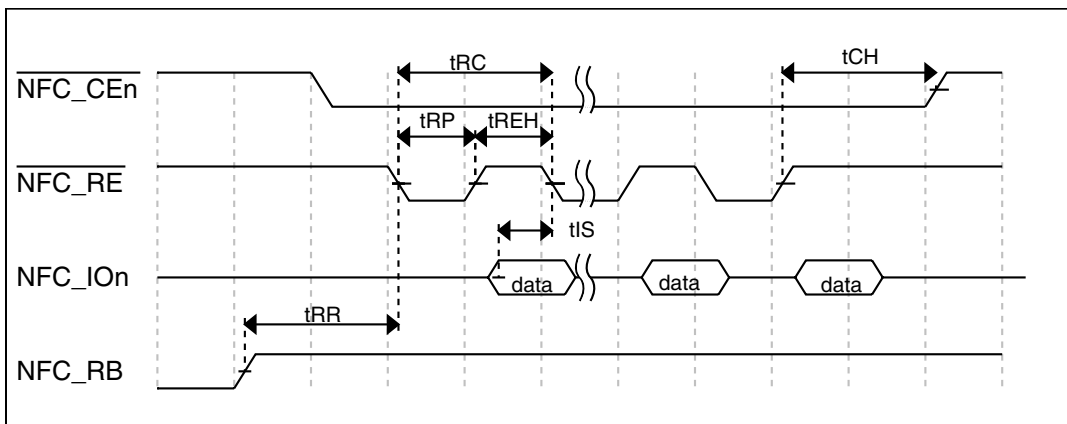 tRC
tCH
NFC_CEn
tRP
tREH
NFC_RE
tIS
NFC_IOn
data
data
data
tRR
NFC_RB